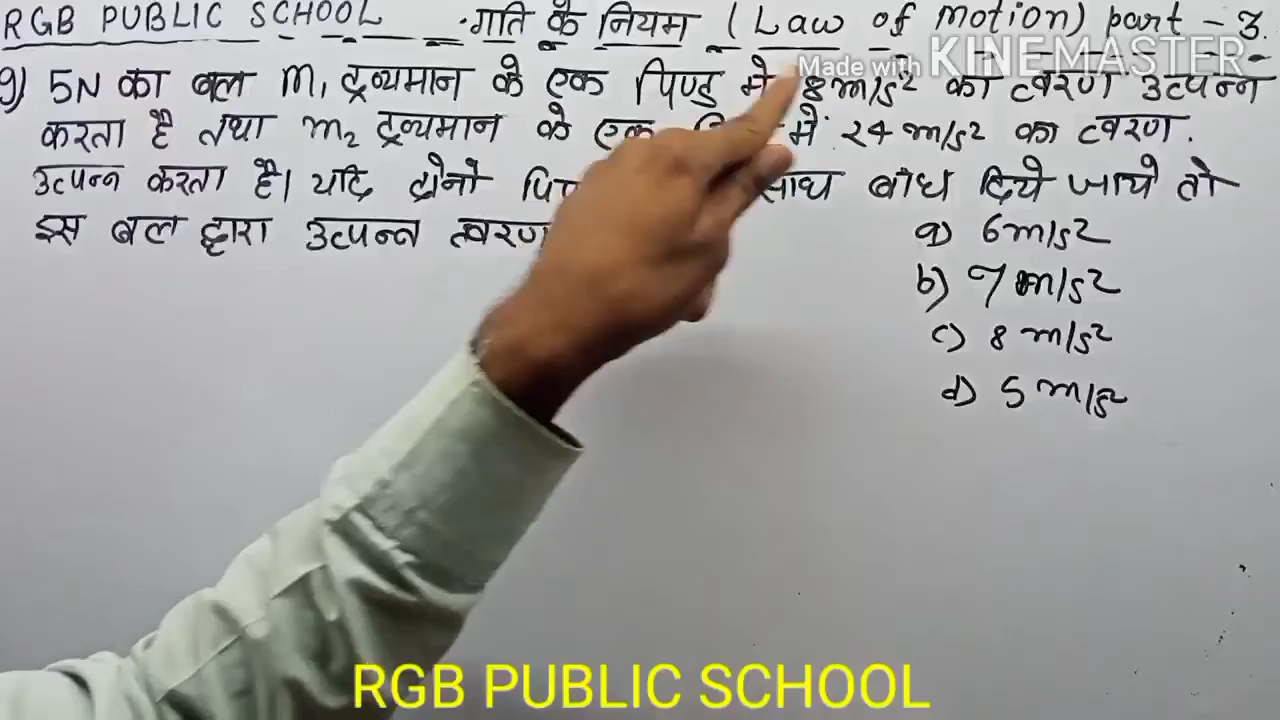 RGB PUBLIC SCHOOL गति के नियम (Law of motion) part - 3.
Made with KINEMASTER
9) 5N का बल m₁ द्रव्यमान के एक पिण्ड मे 8m/s² का त्वरण उत्पन्न
करता है तथा m₂ द्रव्यमान के एक में 24 m/s² का त्वरण.
उत्पन्न करता है। यदि दोनो साथ बांध दिये जाये तो
इस बल द्वारा उत्पन्न त्वरण
a) 6m/s²
b) 9 m/s²
c) 8 m/s²
d) 5 m/s²
RGB PUBLIC SCHOOL